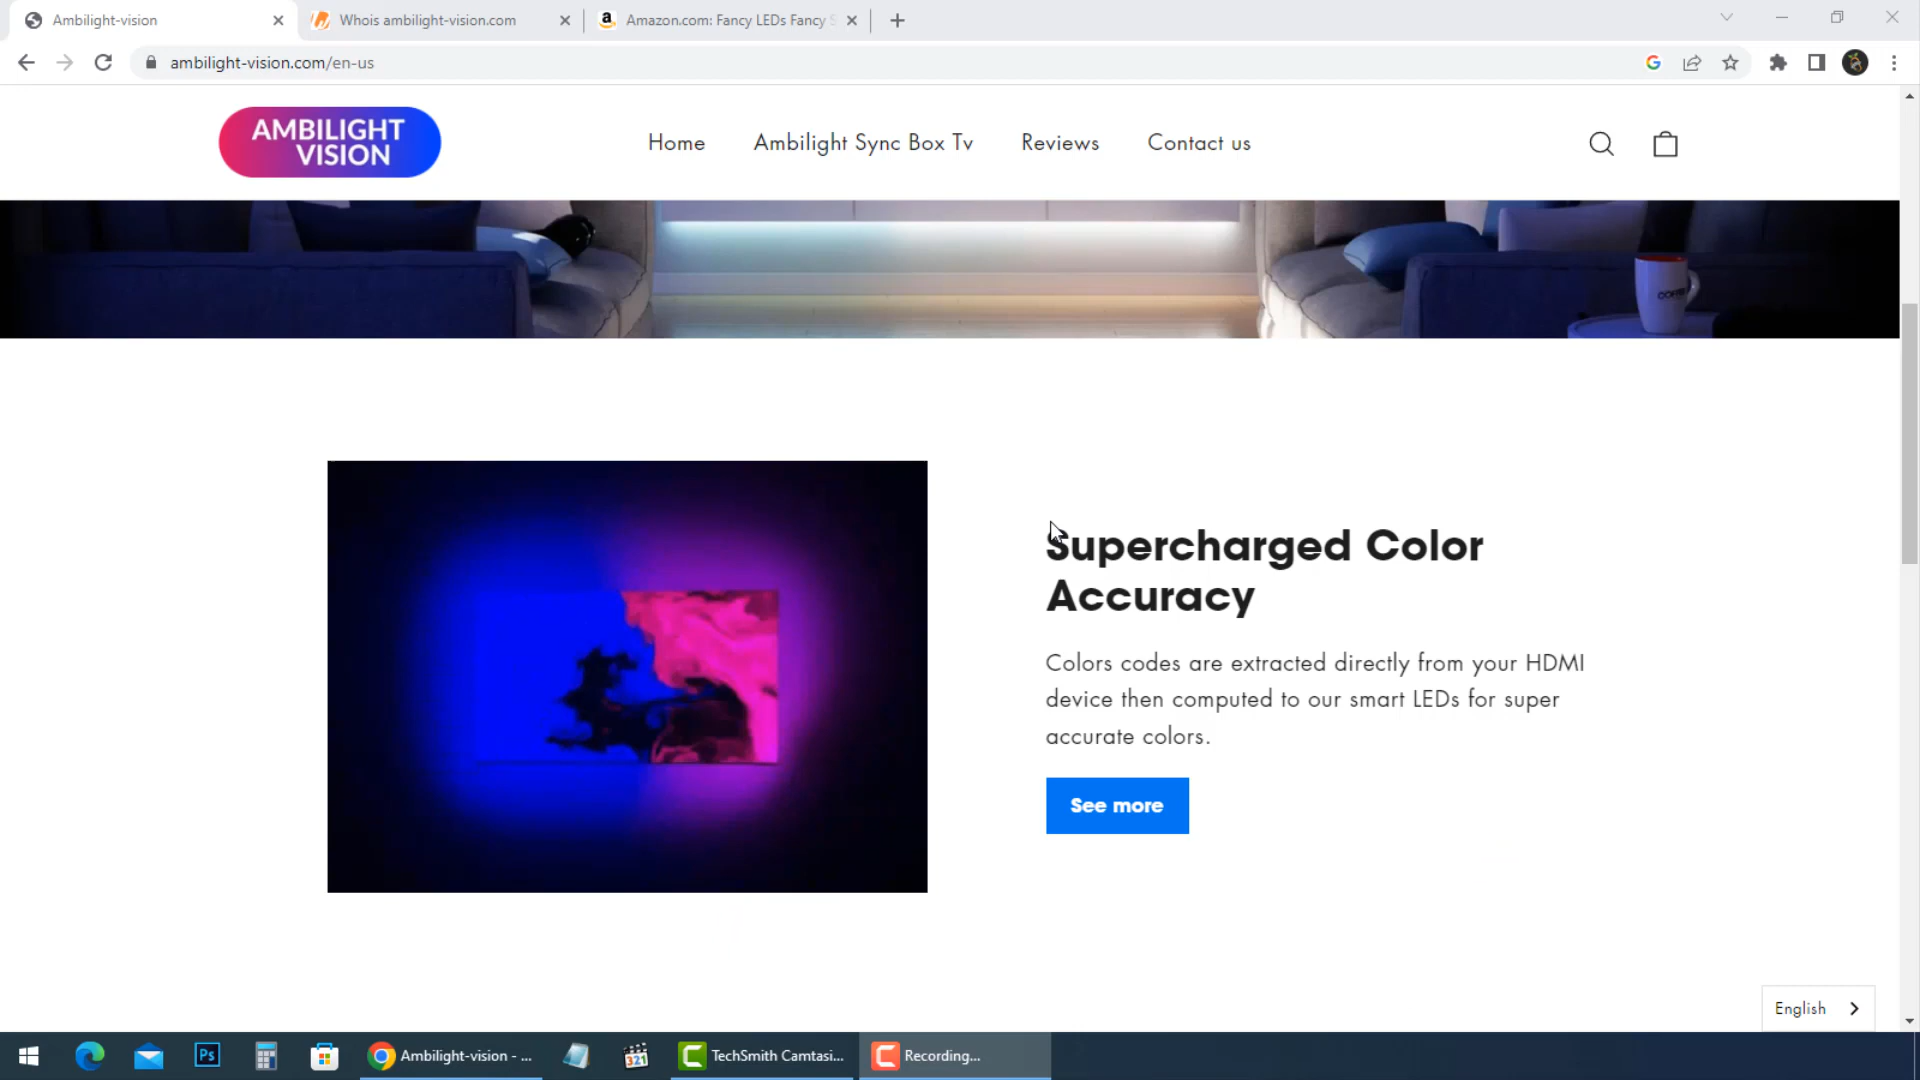 Ambilight-vision
Whois ambilight-vision.com
Amazon.com: Fancy LEDs Fancy S
ambilight-vision.com/en-us
AMBILIGHT
VISION
Home
Ambilight Sync Box Tv
Reviews
Contact us
Supercharged Color
Accuracy
Colors codes are extracted directly from your HDMI
device then computed to our smart LEDs for super
accurate colors.
See more
English
Ps
Ambilight-vision - ...
321
TechSmith Camtasi...
Recording...